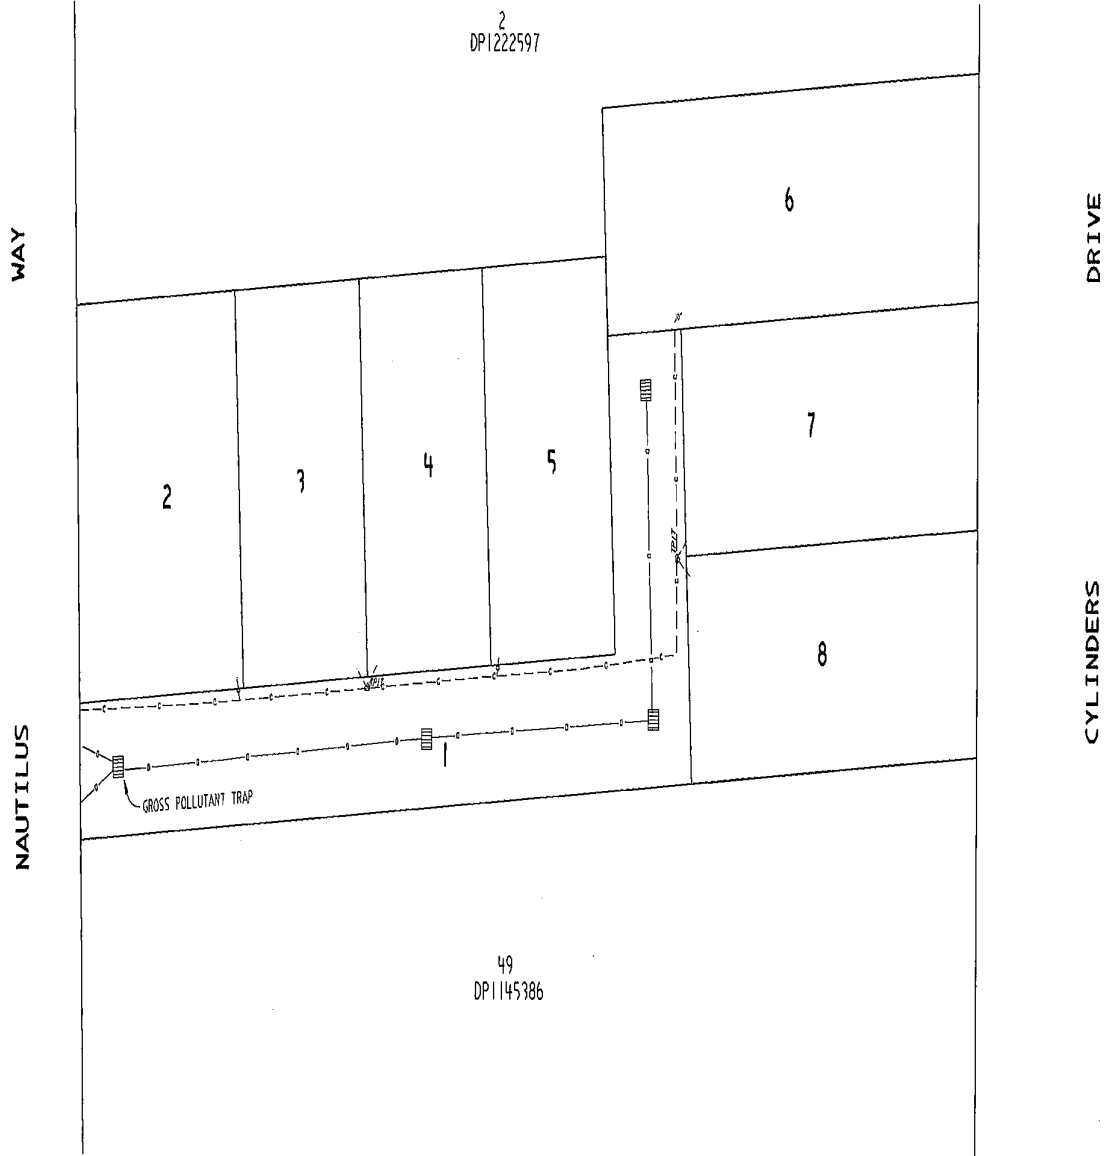 2
DP1222597
6
WAY
DRIVE
7
4
5
3
2
8
CYLINDERS
NAUTILUS
1
GROSS POLLUTANT TRAP
49
DP1145386